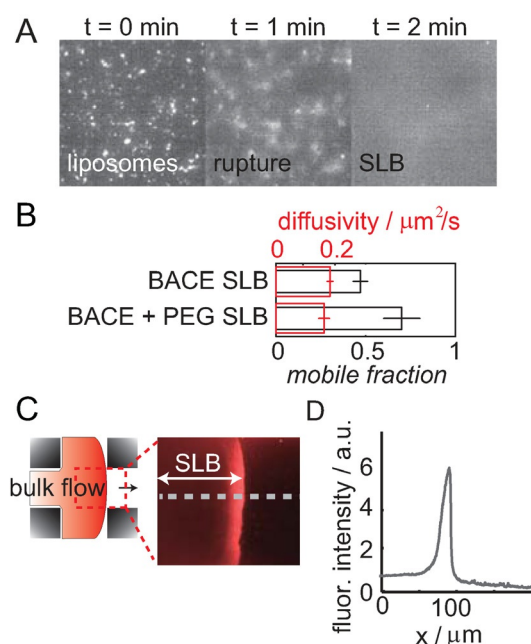 A
t = 0 min t = 1 min t = 2 min
liposomes rupture SLB
B
diffusivity / μm²/s
0 0.2
BACE SLB
BACE + PEG SLB
0 0.5 1
mobile fraction
C
D
SLB
bulk flow
fluor. intensity / a.u.
6
4
2
0
0 100
x / μm